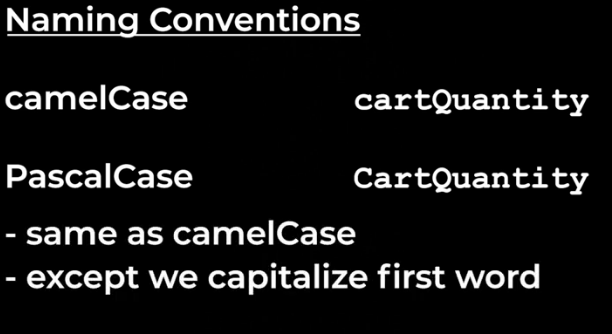 Naming Conventions
camelCase cartQuantity
PascalCase CartQuantity
- same as camelCase
- except we capitalize first word